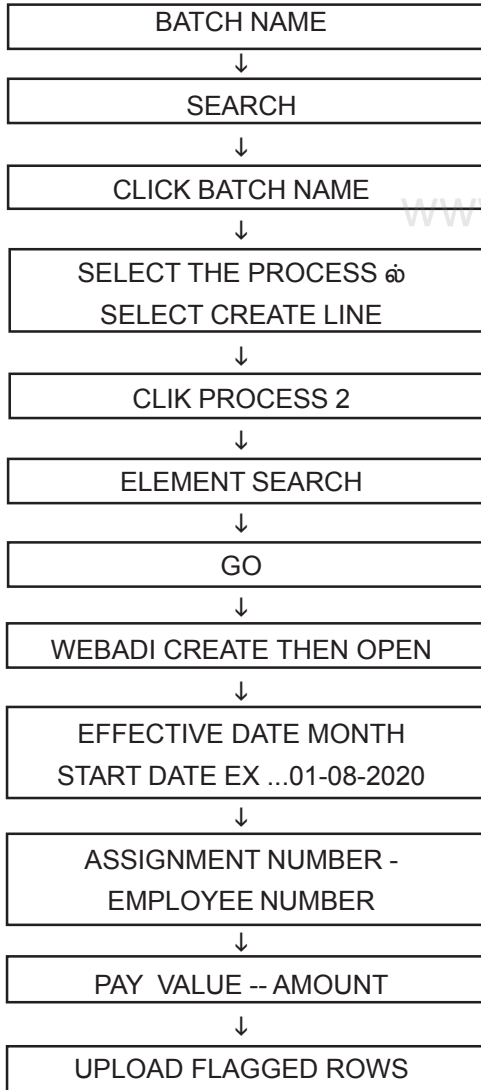 BATCH NAME
↓
SEARCH
↓
CLICK BATCH NAME
↓
SELECT THE PROCESS ல்
SELECT CREATE LINE
↓
CLIK PROCESS 2
↓
ELEMENT SEARCH
↓
GO
↓
WEBADI CREATE THEN OPEN
↓
EFFECTIVE DATE MONTH
START DATE EX ...01-08-2020
↓
ASSIGNMENT NUMBER -
EMPLOYEE NUMBER
↓
PAY VALUE -- AMOUNT
↓
UPLOAD FLAGGED ROWS